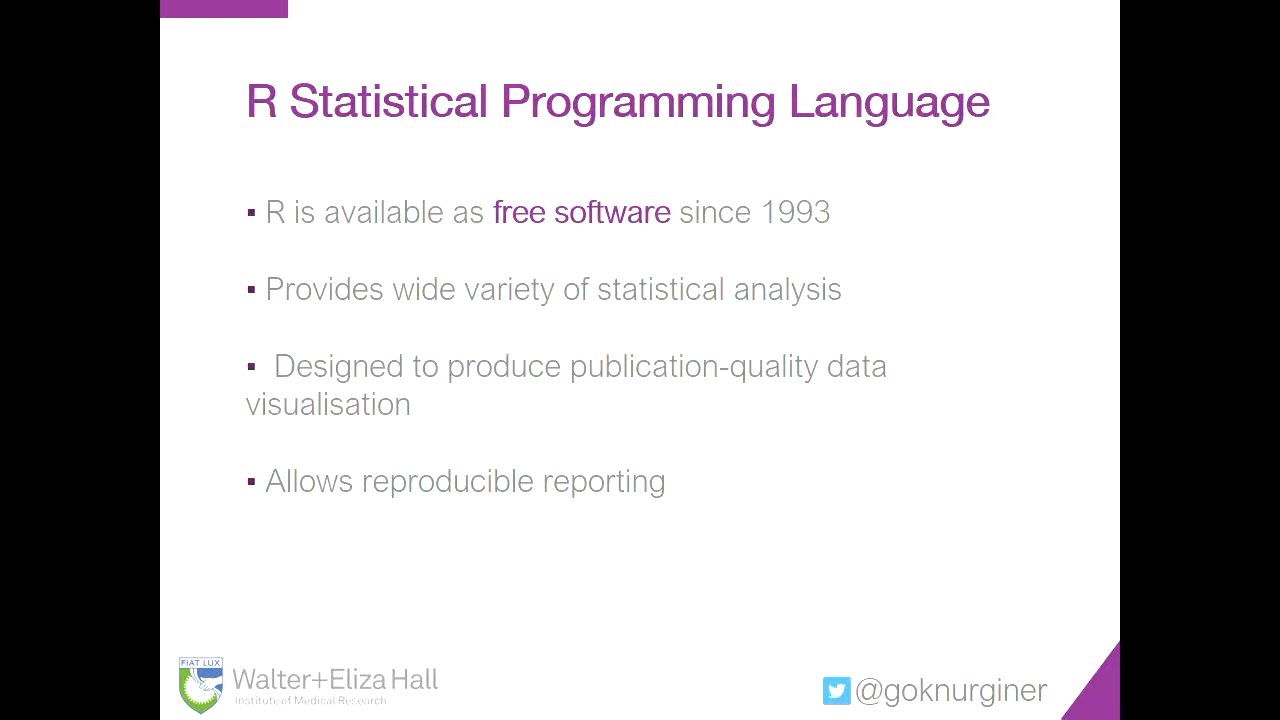 R Statistical Programming Language
▪ R is available as free software since 1993
▪ Provides wide variety of statistical analysis
▪ Designed to produce publication-quality data
visualisation
▪ Allows reproducible reporting
FIAT LUX
Walter+Eliza Hall
Institute of Medical Research
@goknurginer